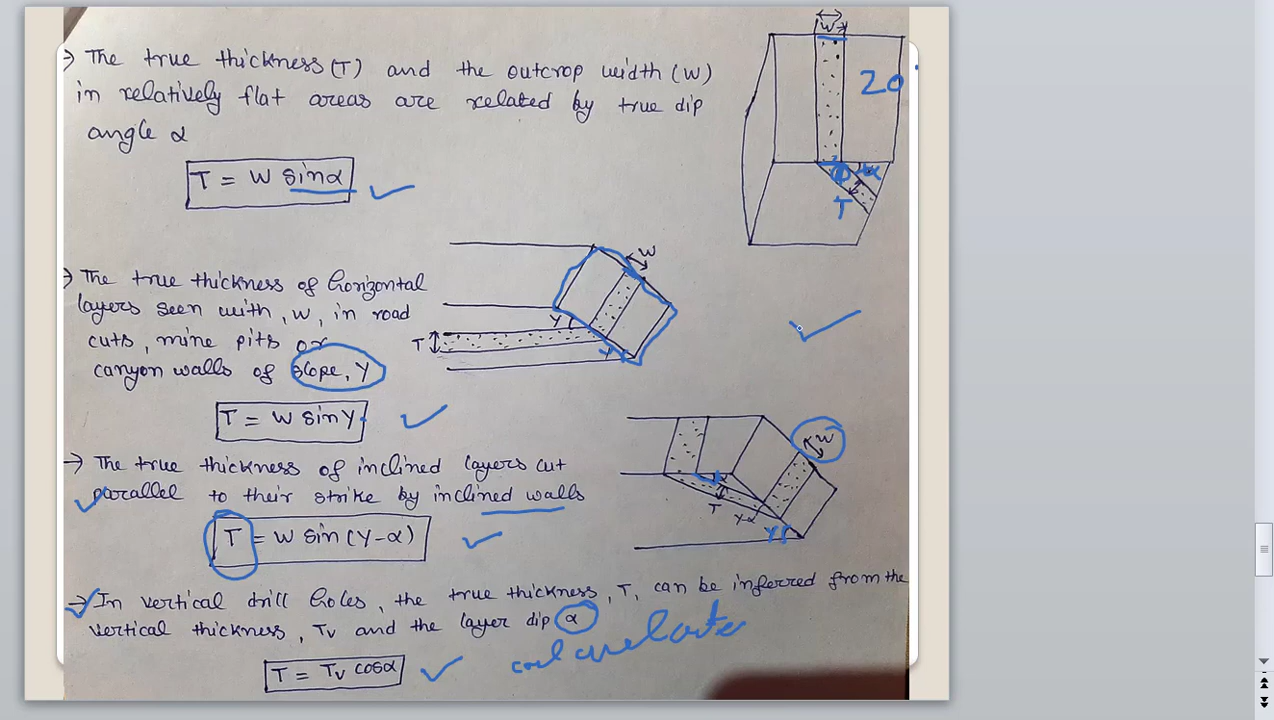 → The true thickness (T) and the outcrop width (W)
in relatively flat areas are related by true dip
angle α
T = W sinα
W
20°
α
T
→ The true thickness of horizontal
layers seen with, w, in road
cuts, mine pits or
canyon walls of slope, Y
T = W sinY
W
Y
T
Y
→ The true thickness of inclined layers cut
parallel to their strike by inclined walls
T = W sin(Y-α)
W
α
T
Y-α
Y
→ In vertical drill holes, the true thickness, T, can be inferred from the
vertical thickness, Tv and the layer dip α
T = Tv cosα